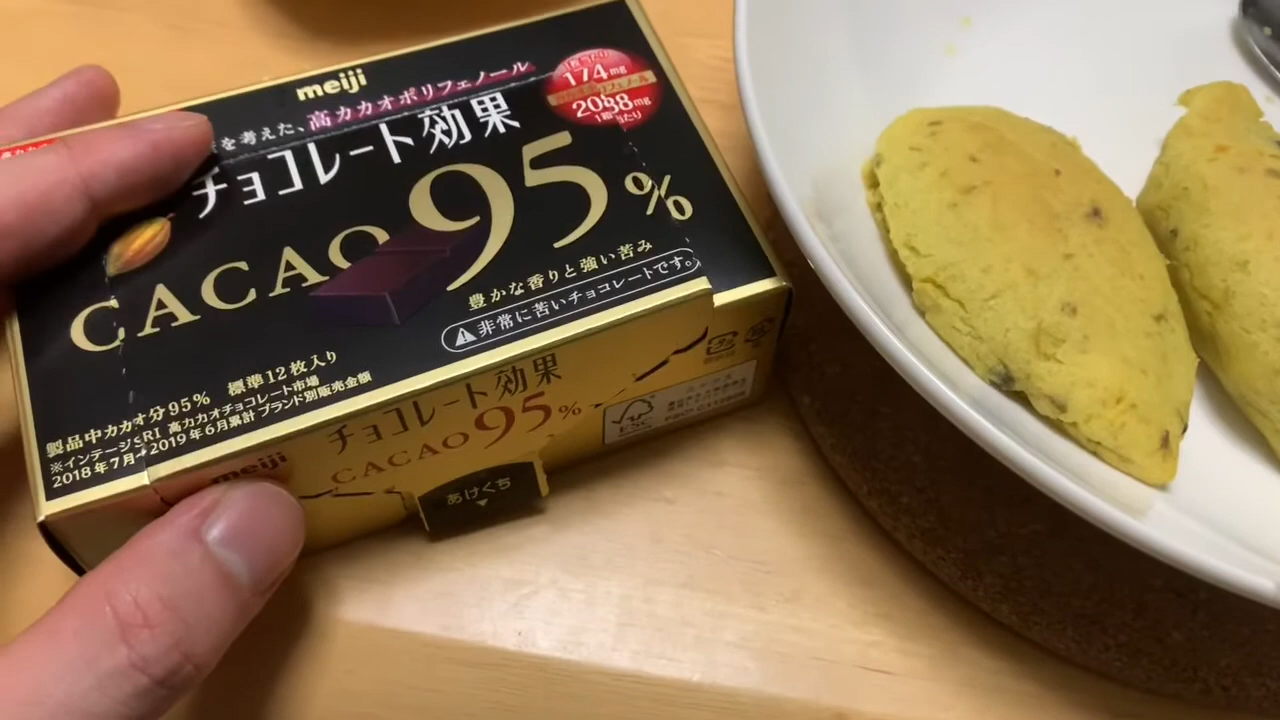 meiji
を考えた、高カカオポリフェノール
チョコレート効果
CACAO 95%
174mg
2088mg
1箱当たり
豊かな香りと強い苦み
非常に苦いチョコレートです。
製品中カカオ分95% 標準12枚入り
※インテージSRI 高カカオチョコレート市場
2018年7月~2019年6月累計 ブランド別販売金額
チョコレート効果
CACAO 95%
meiji
あけくち
FSC